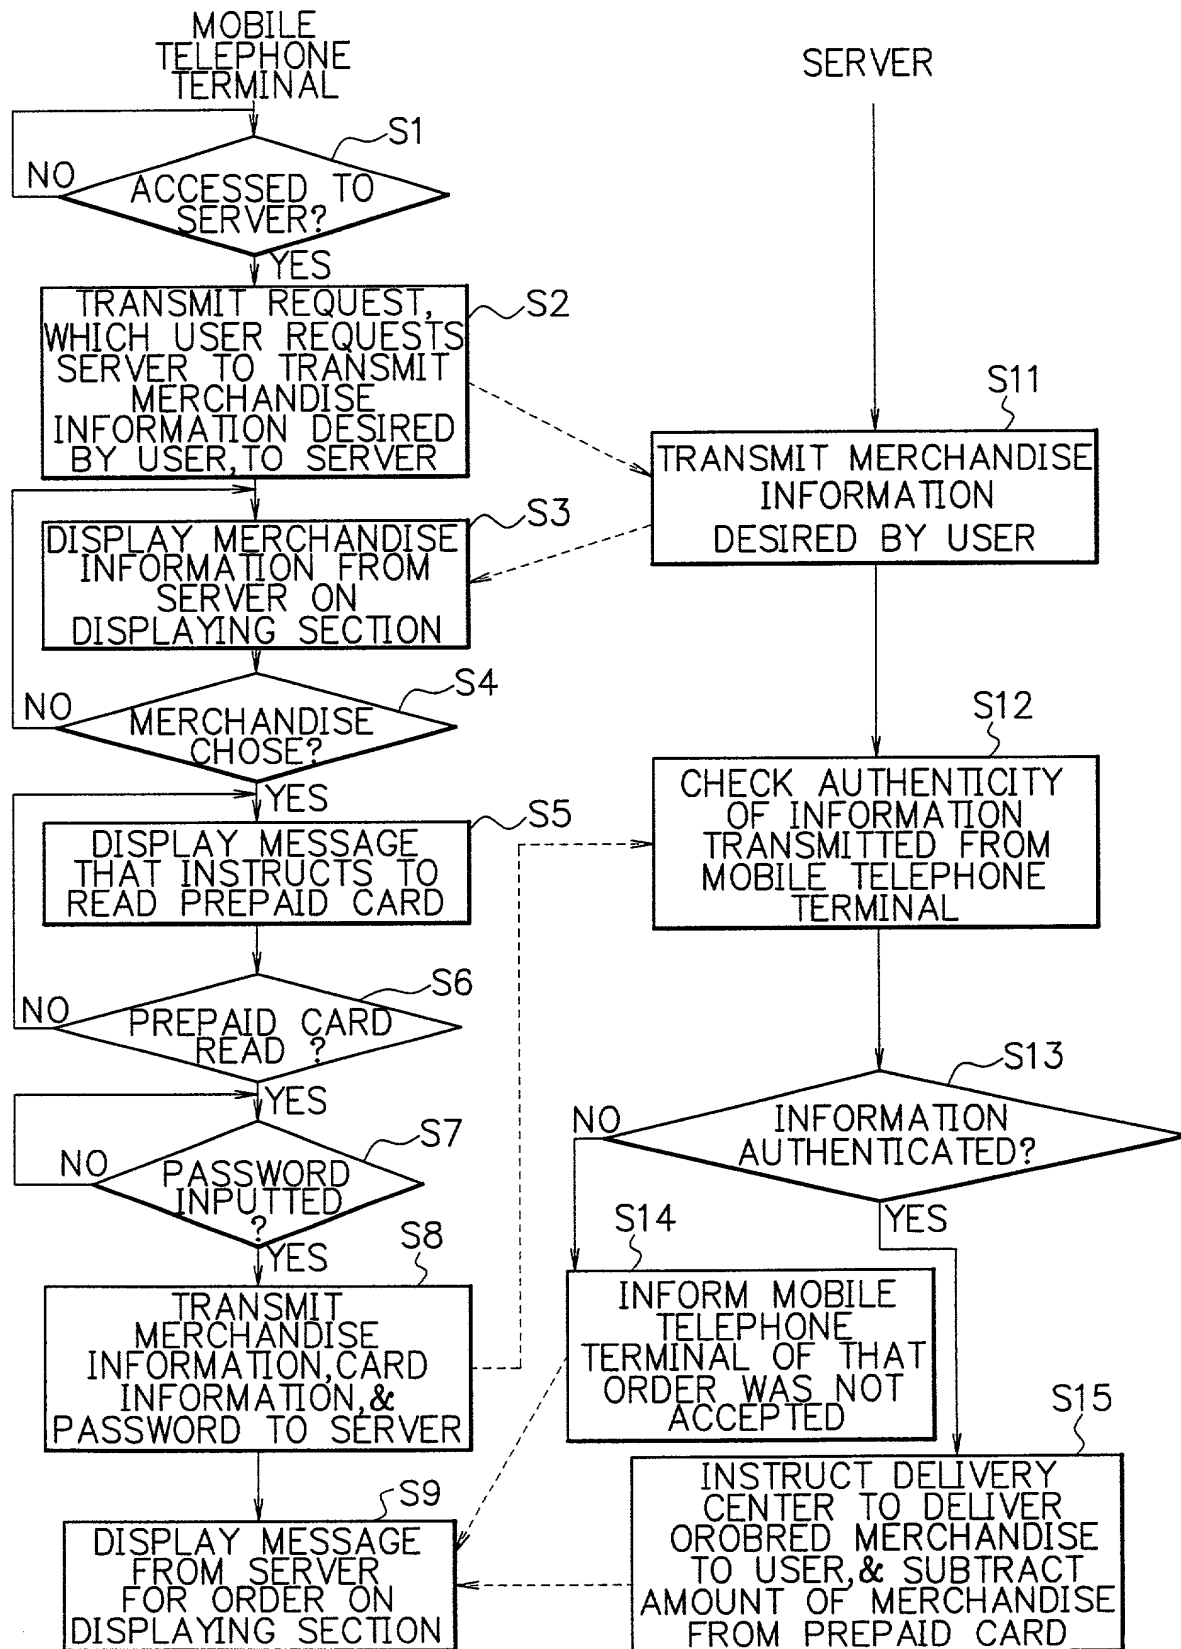 MOBILE
TELEPHONE
TERMINAL
S1
NO
ACCESSED TO
SERVER?
YES
S2
TRANSMIT REQUEST,
WHICH USER REQUESTS
SERVER TO TRANSMIT
MERCHANDISE
INFORMATION DESIRED
BY USER, TO SERVER
S3
DISPLAY MERCHANDISE
INFORMATION FROM
SERVER ON
DISPLAYING SECTION
S4
NO
MERCHANDISE
CHOSE?
YES
S5
DISPLAY MESSAGE
THAT INSTRUCTS TO
READ PREPAID CARD
S6
NO
PREPAID CARD
READ ?
YES
S7
NO
PASSWORD
INPUTTED
?
YES
S8
TRANSMIT
MERCHANDISE
INFORMATION, CARD
INFORMATION, &
PASSWORD TO SERVER
S9
DISPLAY MESSAGE
FROM SERVER
FOR ORDER ON
DISPLAYING SECTION
SERVER
S11
TRANSMIT MERCHANDISE
INFORMATION
DESIRED BY USER
S12
CHECK AUTHENTICITY
OF INFORMATION
TRANSMITTED FROM
MOBILE TELEPHONE
TERMINAL
S13
NO
INFORMATION
AUTHENTICATED?
YES
S14
INFORM MOBILE
TELEPHONE
TERMINAL OF THAT
ORDER WAS NOT
ACCEPTED
S15
INSTRUCT DELIVERY
CENTER TO DELIVER
OROBRED MERCHANDISE
TO USER, & SUBTRACT
AMOUNT OF MERCHANDISE
FROM PREPAID CARD